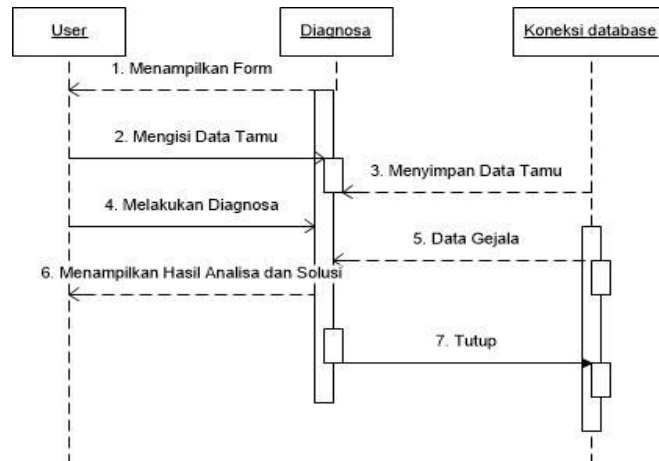 User
Diagnosa
Koneksi database
1. Menampilkan Form
2. Mengisi Data Tamu
3. Menyimpan Data Tamu
4. Melakukan Diagnosa
5. Data Gejala
6. Menampilkan Hasil Analisa dan Solusi
7. Tutup